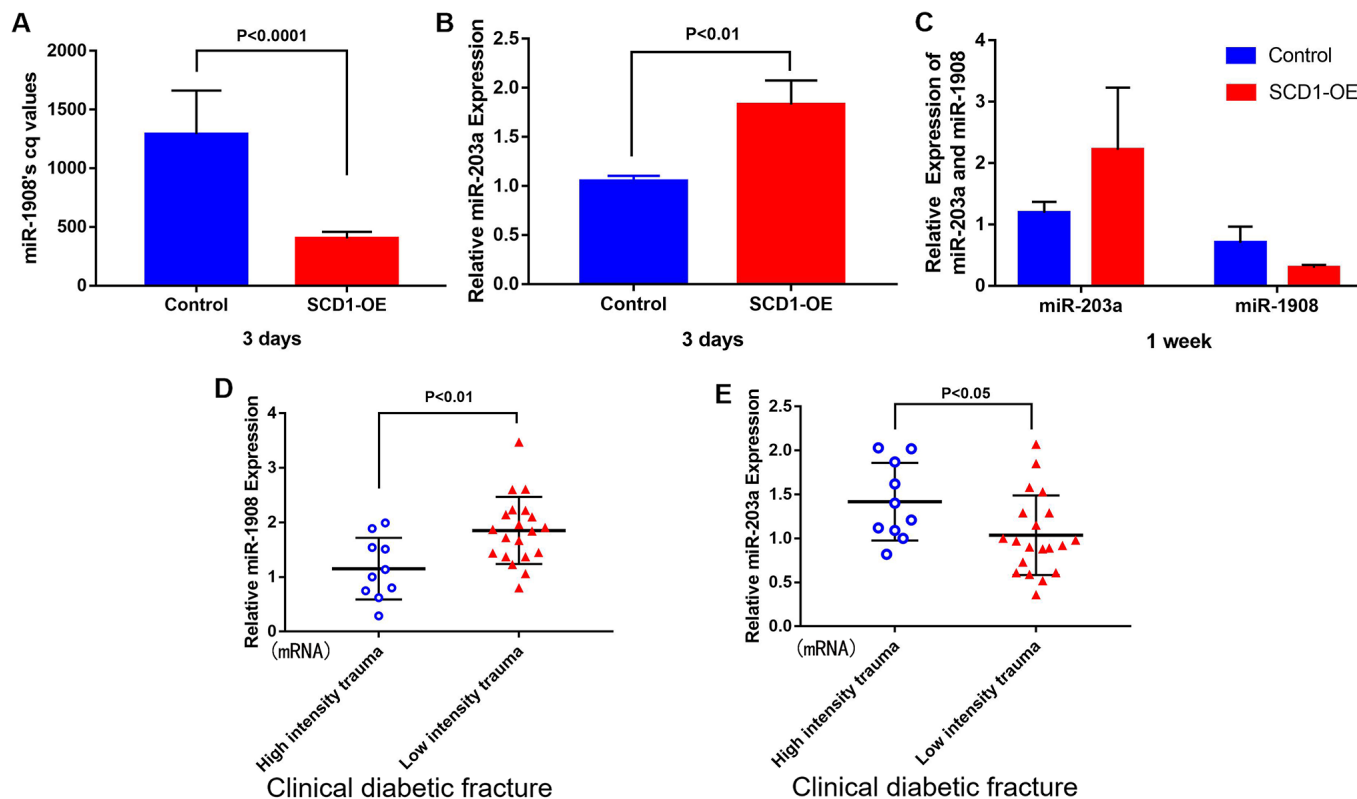 A
miR-1908's cq values
2000
1500
1000
500
0
P<0.0001
Control
SCD1-OE
3 days
B
Relative miR-203a Expression
2.5
2.0
1.5
1.0
0.5
0.0
P<0.01
Control
SCD1-OE
3 days
C
Relative Expression of
miR-203a and miR-1908
4
3
2
1
0
Control
SCD1-OE
miR-203a
miR-1908
1 week
D
Relative miR-1908 Expression
4
3
2
1
0
P<0.01
(mRNA)
High intensity trauma
Low intensity trauma
Clinical diabetic fracture
E
Relative miR-203a Expression
2.5
2.0
1.5
1.0
0.5
0.0
P<0.05
(mRNA)
High intensity trauma
Low intensity trauma
Clinical diabetic fracture